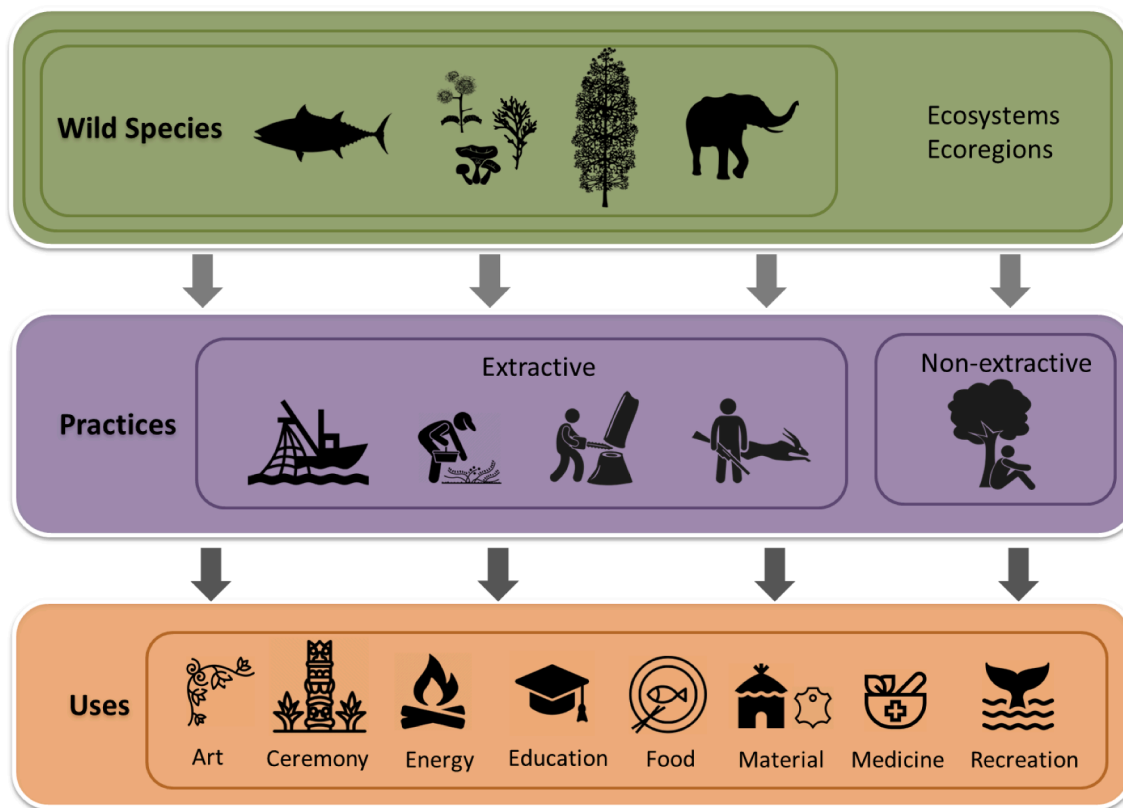 Wild Species
Ecosystems
Ecoregions
Extractive
Non-extractive
Practices
Uses
Art
Ceremony
Energy
Education
Food
Material
Medicine
Recreation